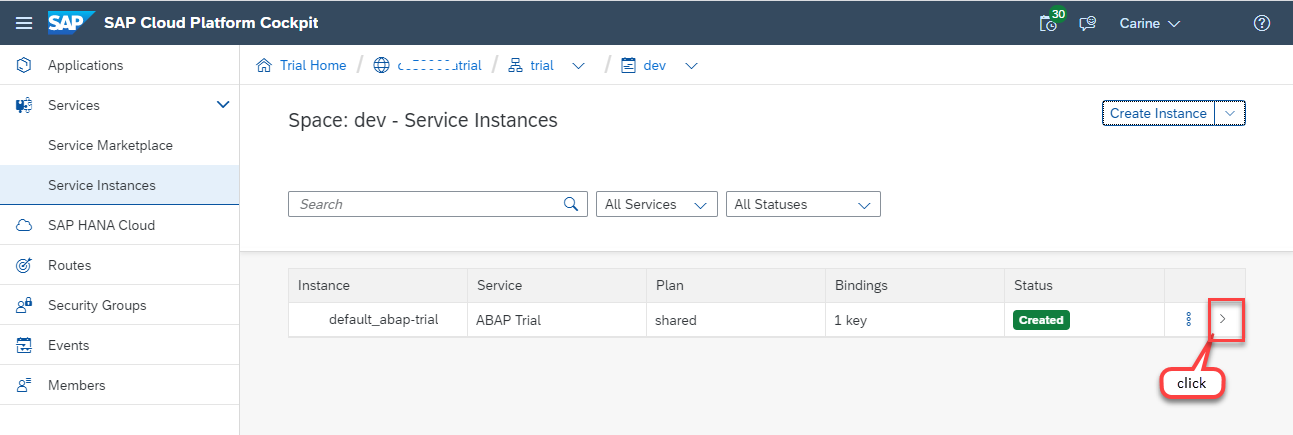 SAP SAP Cloud Platform Cockpit 30 Carine
Applications
Trial Home / trial / dev
Services
Space: dev - Service Instances
Create Instance
Service Marketplace
Service Instances
Search All Services All Statuses
SAP HANA Cloud
Routes
Instance Service Plan Bindings Status
Security Groups
default_abap-trial ABAP Trial shared 1 key Created
Events
Members
click